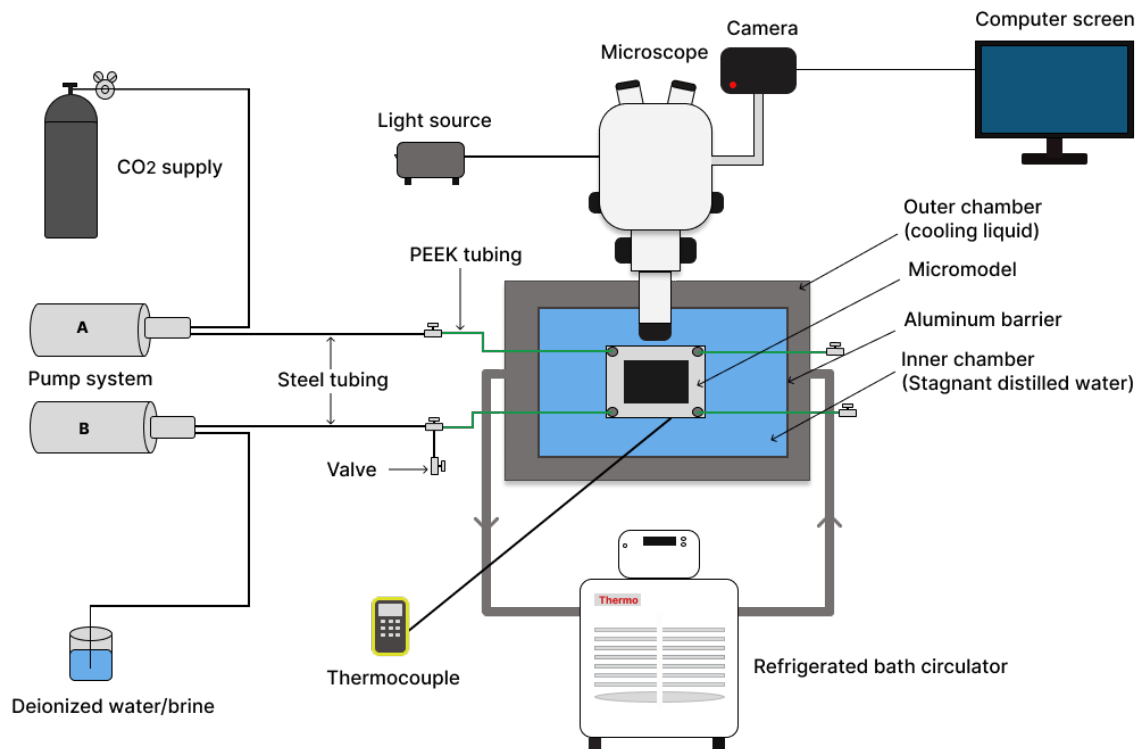 Computer screen
Camera
Microscope
Light source
CO2 supply
Outer chamber
(cooling liquid)
PEEK tubing
Micromodel
A
Aluminum barrier
Pump system
Steel tubing
Inner chamber
(Stagnant distilled water)
B
Valve
Thermo
Refrigerated bath circulator
Thermocouple
Deionized water/brine